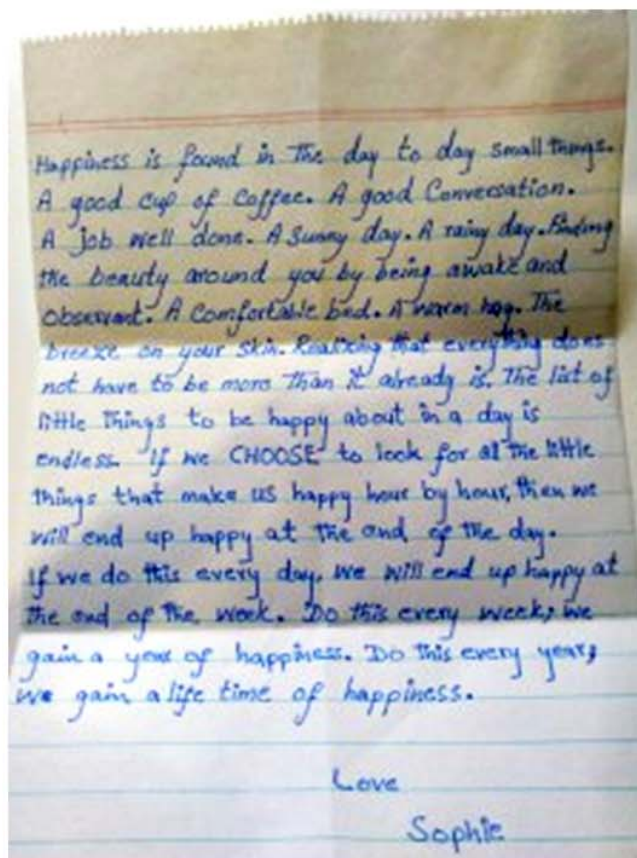 Happiness is found in The day to day small Things.
A good cup of Coffee. A good Conversation.
A job well done. A Sunny day. A rainy day. Finding
the beauty around you by being awake and
Observant. A Comfortable bed. A warm hug. The
breeze on your Skin. Realizing that everything does
not have to be more Than it already is. The list of
little Things to be happy about in a day is
endless. If we CHOOSE to look for all the little
things that make us happy hour by hour, then we
will end up happy at The end of the day.
If we do this every day, we will end up happy at
the end of The week. Do this every week, we
gain a year of happiness. Do this every year,
we gain a life time of happiness.
Love
Sophie